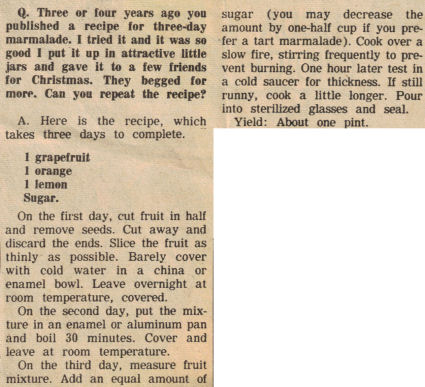 Q. Three or four years ago you
published a recipe for three-day
marmalade. I tried it and it was so
good I put it up in attractive little
jars and gave it to a few friends
for Christmas. They begged for
more. Can you repeat the recipe?
A. Here is the recipe, which
takes three days to complete.
1 grapefruit
1 orange
1 lemon
Sugar.
On the first day, cut fruit in half
and remove seeds. Cut away and
discard the ends. Slice the fruit as
thinly as possible. Barely cover
with cold water in a china or
enamel bowl. Leave overnight at
room temperature, covered.
On the second day, put the mix-
ture in an enamel or aluminum pan
and boil 30 minutes. Cover and
leave at room temperature.
On the third day, measure fruit
mixture. Add an equal amount of
sugar (you may decrease the
amount by one-half cup if you pre-
fer a tart marmalade). Cook over a
slow fire, stirring frequently to pre-
vent burning. One hour later test in
a cold saucer for thickness. If still
runny, cook a little longer. Pour
into sterilized glasses and seal.
Yield: About one pint.